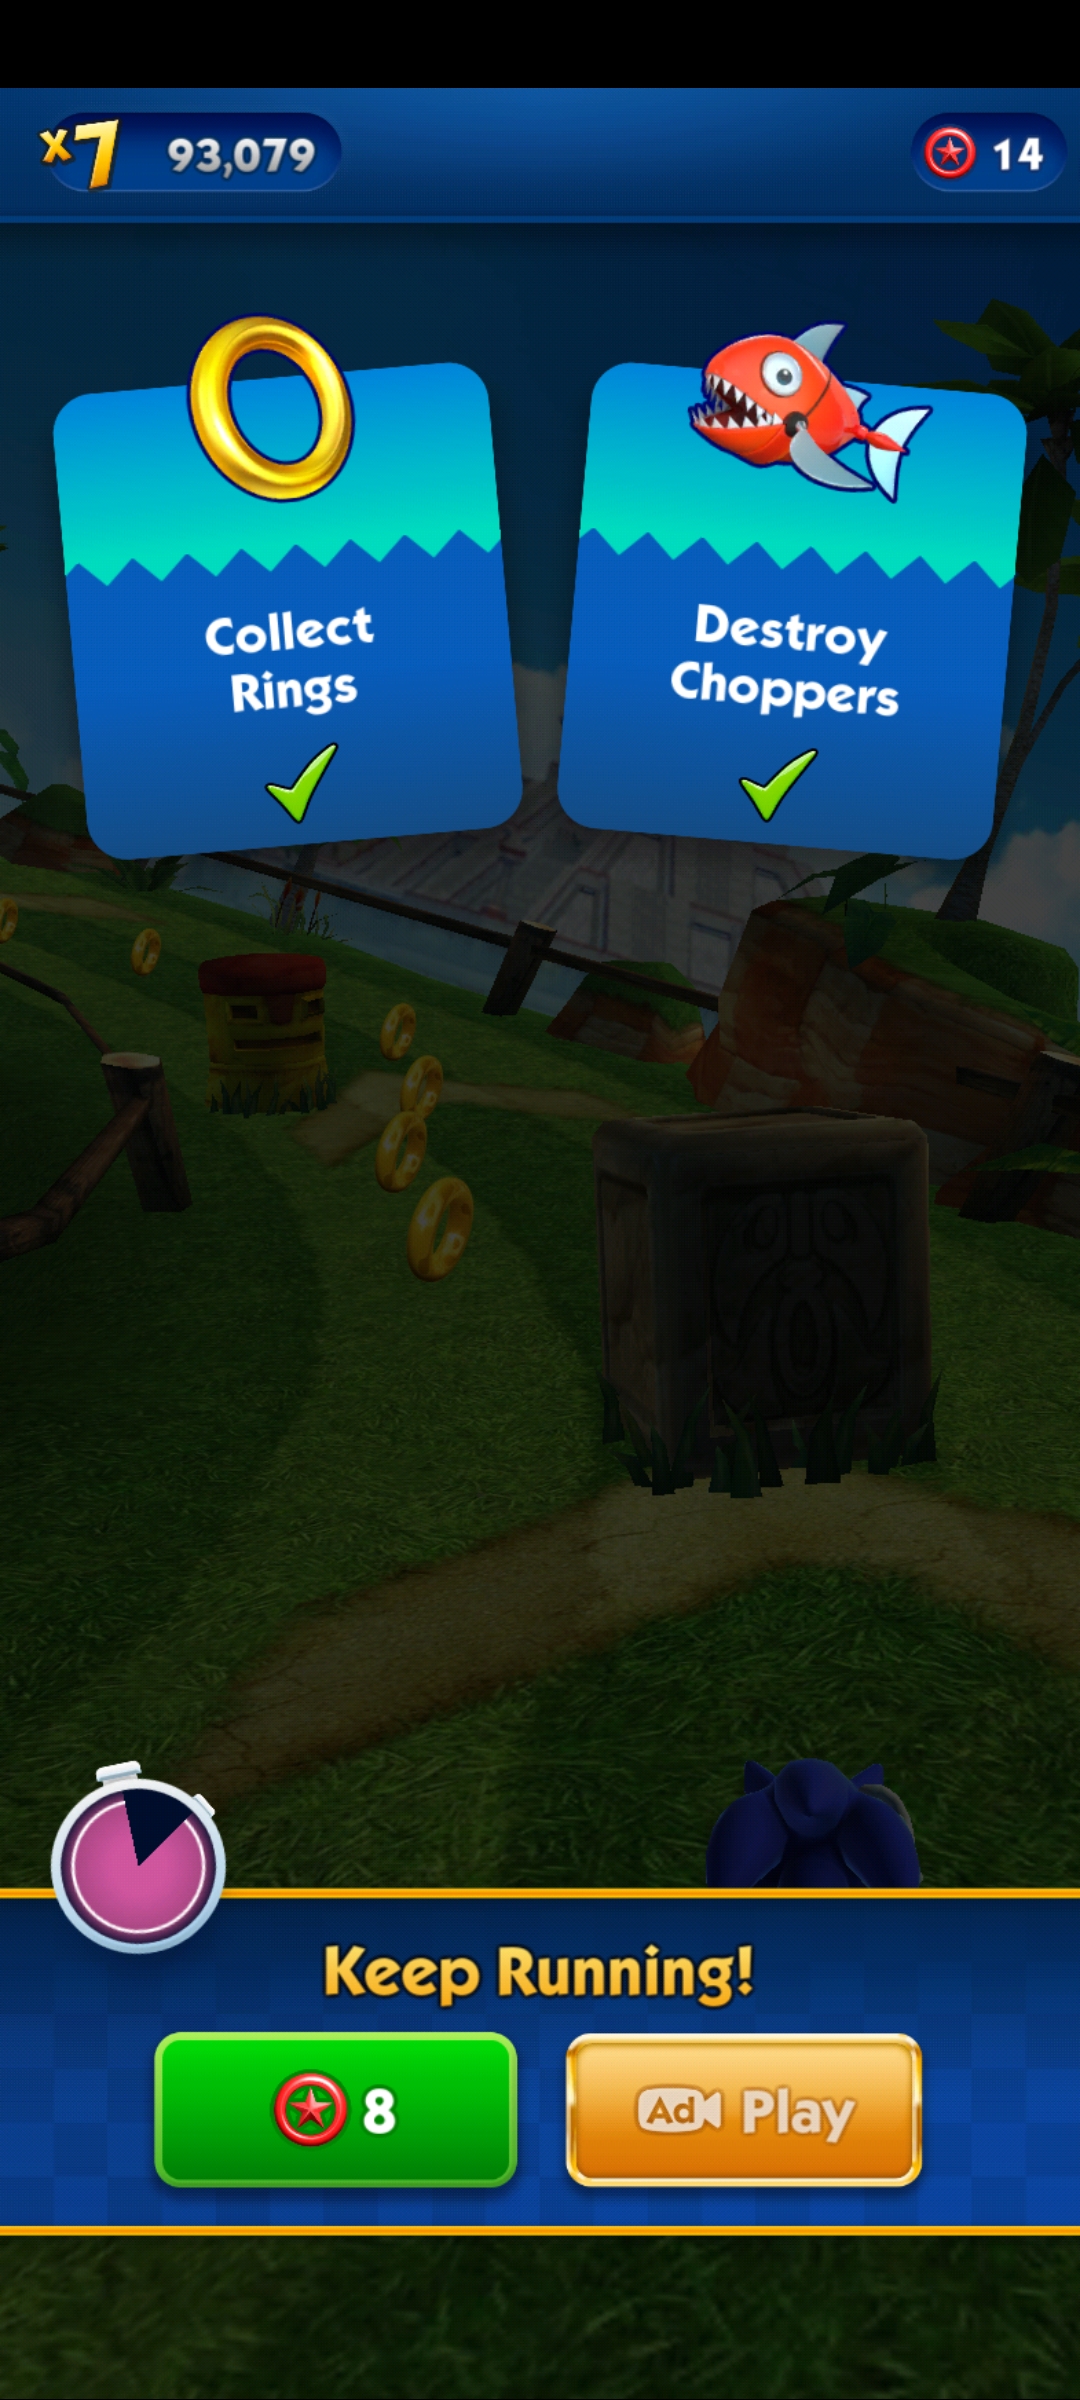 x7 93,079 14
Collect
Rings
Destroy
Choppers
Keep Running!
8
Ad Play